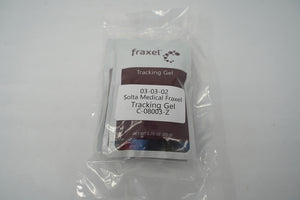 fraxel
Tracking Gel
03-03-02
Solta Medical Fraxel
Tracking Gel
C-08003-Z